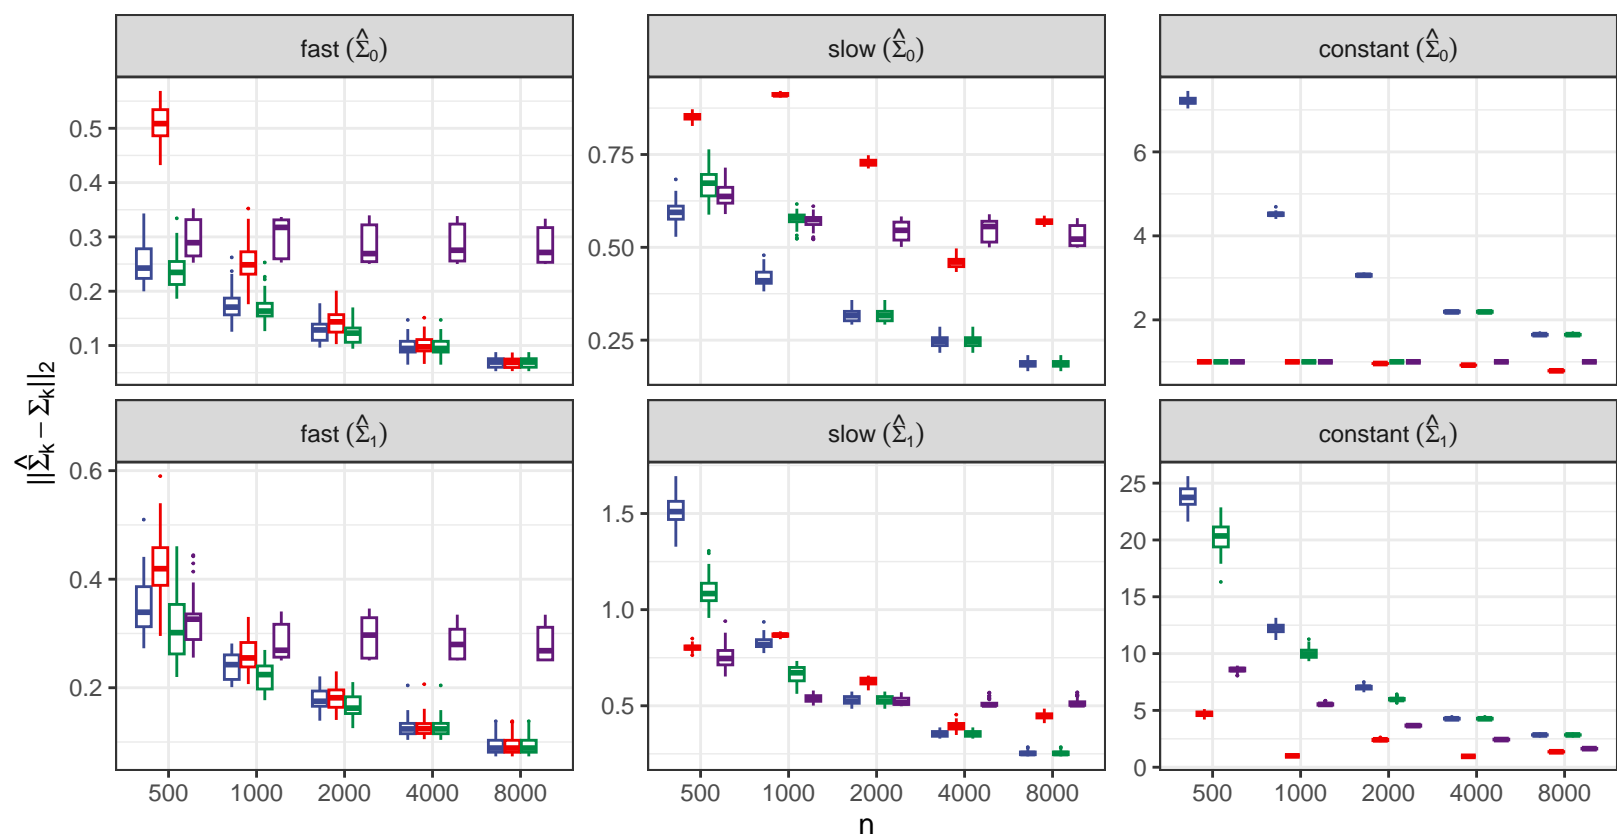 fast (Σ̂₀)
slow (Σ̂₀)
constant (Σ̂₀)
0.5
0.4
0.3
0.2
0.1
0.75
0.50
0.25
6
4
2
||Σ̂ₖ − Σₖ||₂
fast (Σ̂₁)
slow (Σ̂₁)
constant (Σ̂₁)
0.6
0.4
0.2
1.5
1.0
0.5
25
20
15
10
5
0
500 1000 2000 4000 8000
500 1000 2000 4000 8000
500 1000 2000 4000 8000
n